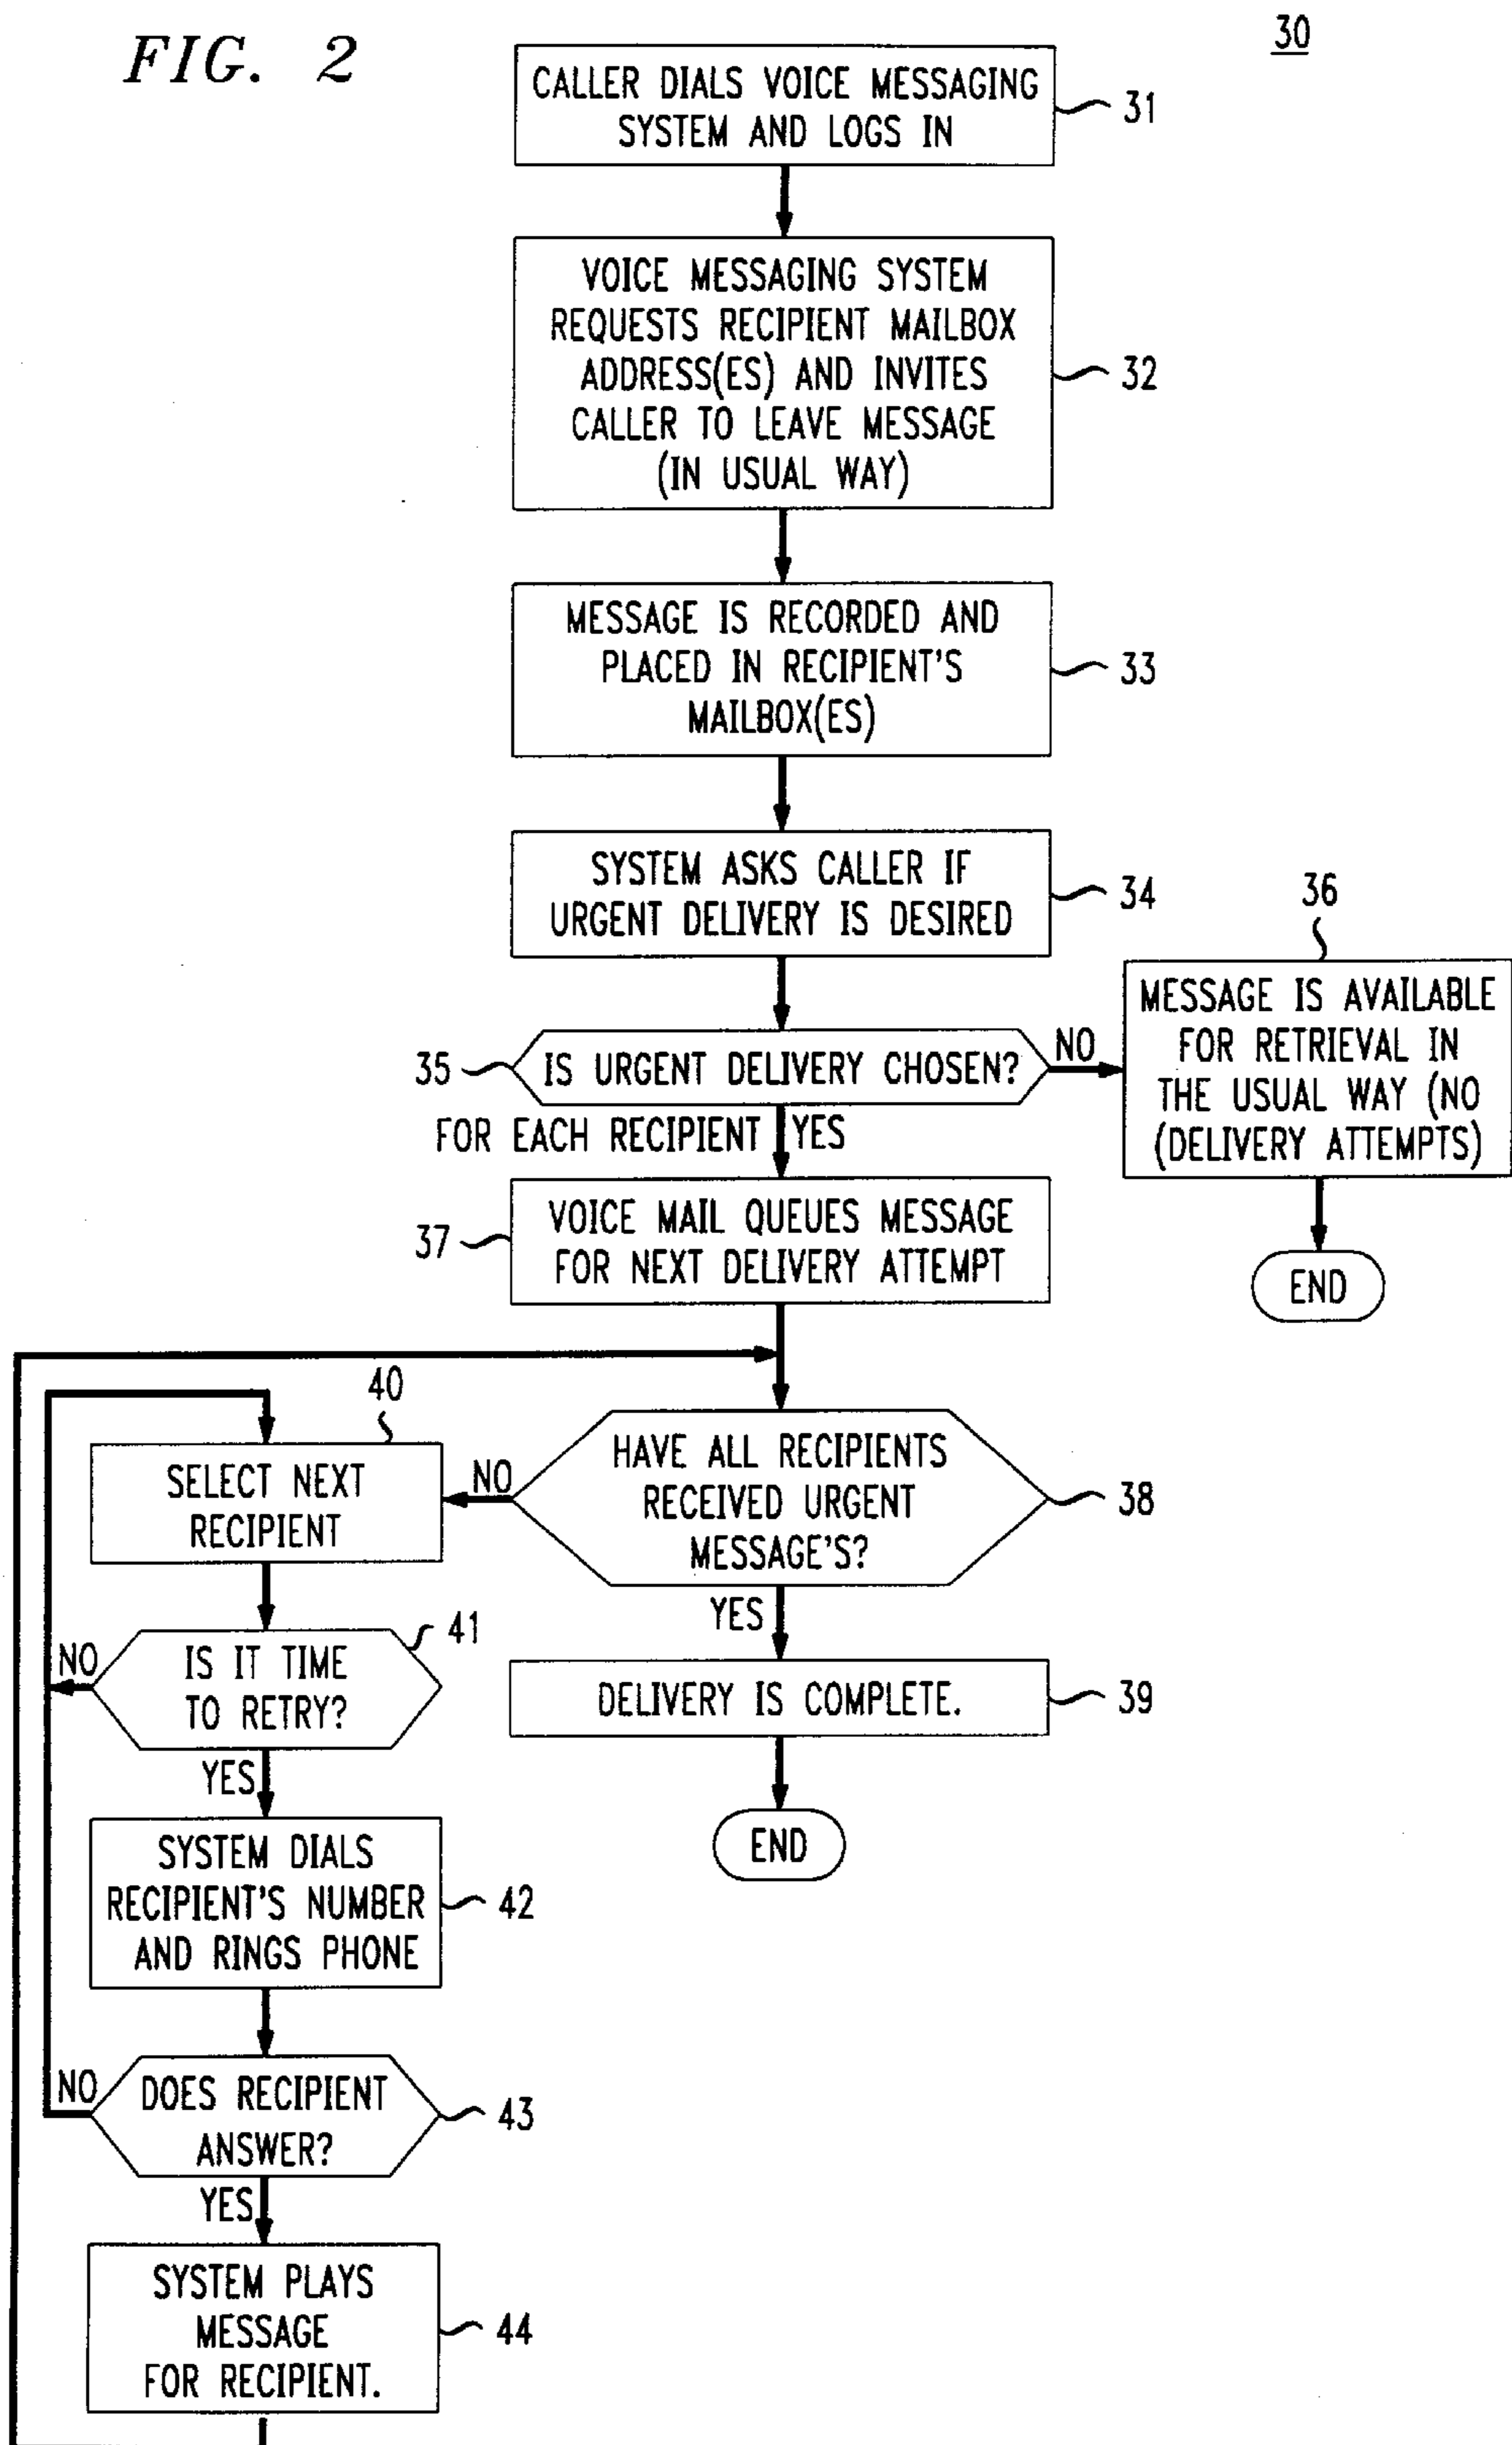 FIG. 2
30
CALLER DIALS VOICE MESSAGING
SYSTEM AND LOGS IN
31
VOICE MESSAGING SYSTEM
REQUESTS RECIPIENT MAILBOX
ADDRESS(ES) AND INVITES
CALLER TO LEAVE MESSAGE
(IN USUAL WAY)
32
MESSAGE IS RECORDED AND
PLACED IN RECIPIENT'S
MAILBOX(ES)
33
SYSTEM ASKS CALLER IF
URGENT DELIVERY IS DESIRED
34
35
IS URGENT DELIVERY CHOSEN?
NO
36
MESSAGE IS AVAILABLE
FOR RETRIEVAL IN
THE USUAL WAY (NO
(DELIVERY ATTEMPTS)
END
FOR EACH RECIPIENT
YES
37
VOICE MAIL QUEUES MESSAGE
FOR NEXT DELIVERY ATTEMPT
HAVE ALL RECIPIENTS
RECEIVED URGENT
MESSAGE'S?
38
YES
DELIVERY IS COMPLETE.
39
END
NO
40
SELECT NEXT
RECIPIENT
41
IS IT TIME
TO RETRY?
NO
YES
SYSTEM DIALS
RECIPIENT'S NUMBER
AND RINGS PHONE
42
DOES RECIPIENT
ANSWER?
43
NO
YES
SYSTEM PLAYS
MESSAGE
FOR RECIPIENT.
44